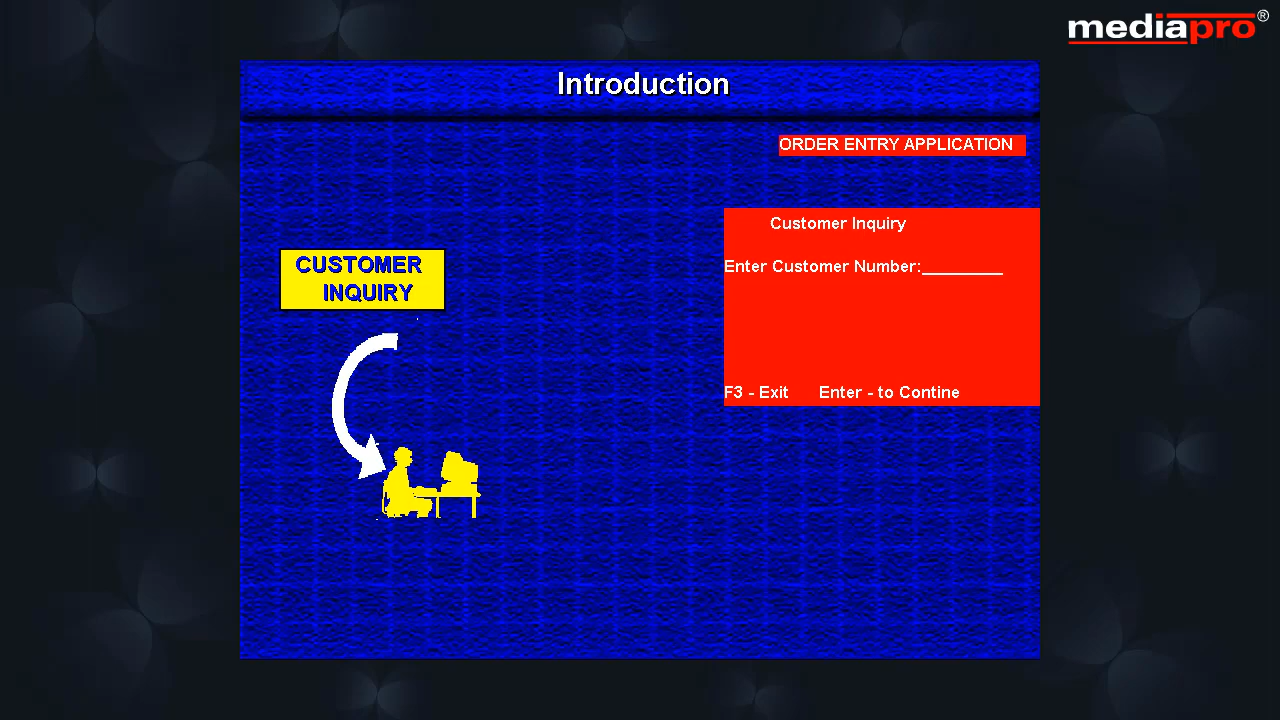 mediapro®
Introduction
ORDER ENTRY APPLICATION
Customer Inquiry
Enter Customer Number:_________
CUSTOMER
INQUIRY
F3 - Exit Enter - to Contine